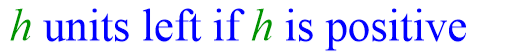 h units left if h is positive